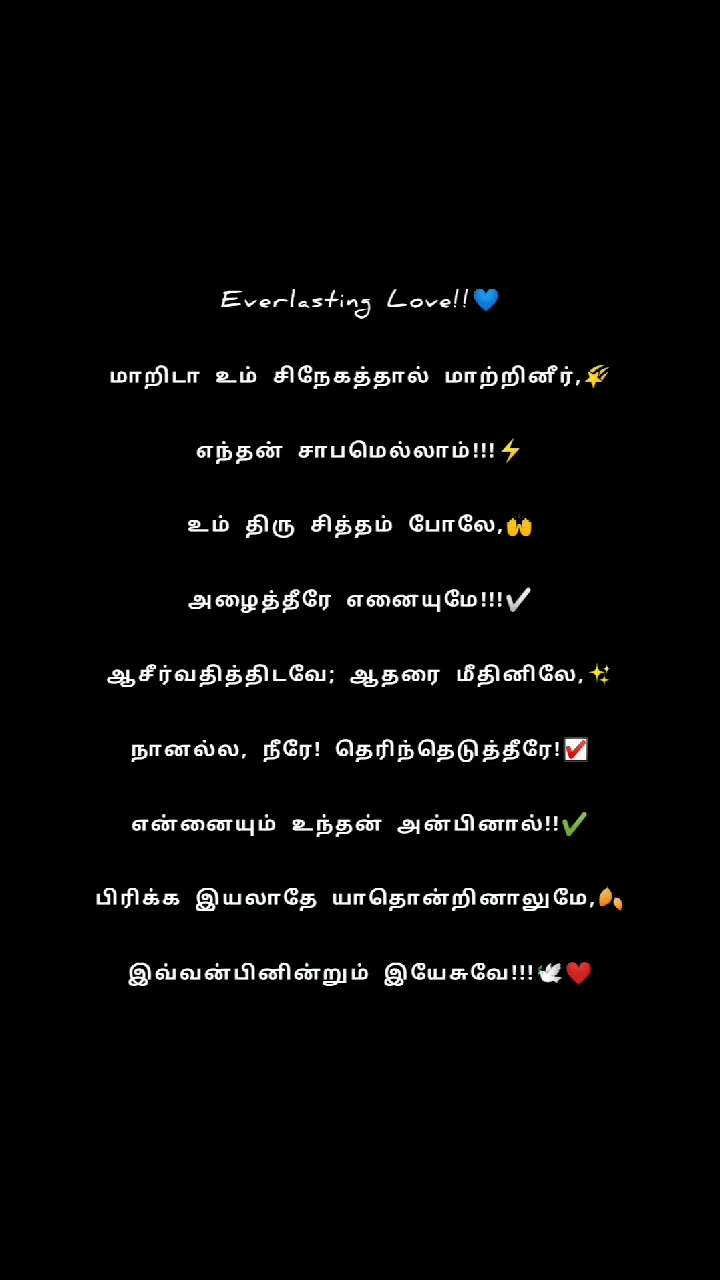 Everlasting Love!!💙
மாறிடா உம் சிநேகத்தால் மாற்றினீர்,🌠
எந்தன் சாபமெல்லாம்!!!⚡
உம் திரு சித்தம் போலே,🙌
அழைத்தீரே எனையுமே!!!✔
ஆசீர்வதித்திடவே; ஆதரை மீதினிலே,✨
நானல்ல, நீரே! தெரிந்தெடுத்தீரே!☑
என்னையும் உந்தன் அன்பினால்!!✔
பிரிக்க இயலாதே யாதொன்றினாலுமே,🍂
இவ்வன்பினின்றும் இயேசுவே!!!🕊❤